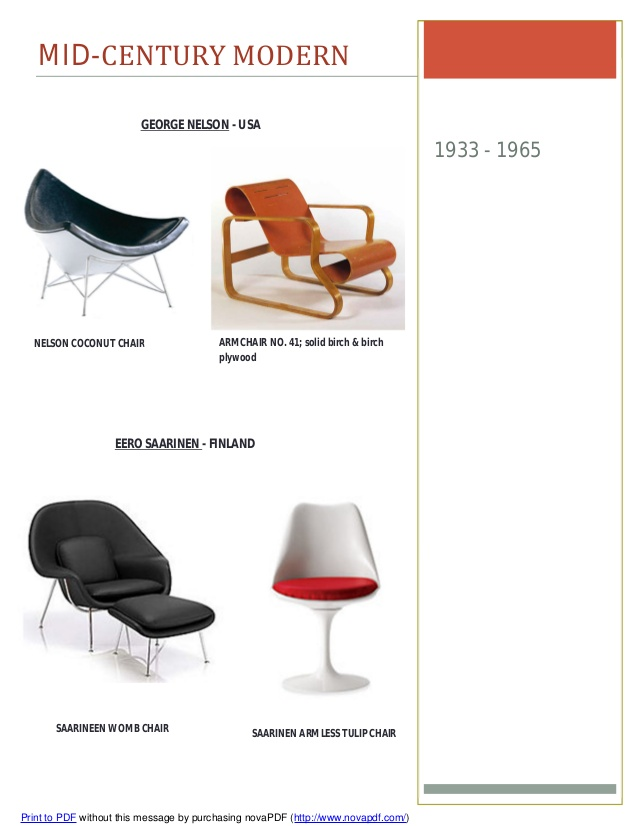 MID-CENTURY MODERN
GEORGE NELSON - USA
1933 - 1965
NELSON COCONUT CHAIR
ARMCHAIR NO. 41; solid birch & birch
plywood
EERO SAARINEN - FINLAND
SAARINEEN WOMB CHAIR
SAARINEN ARMLESS TULIP CHAIR
Print to PDF without this message by purchasing novaPDF (http://www.novapdf.com/)